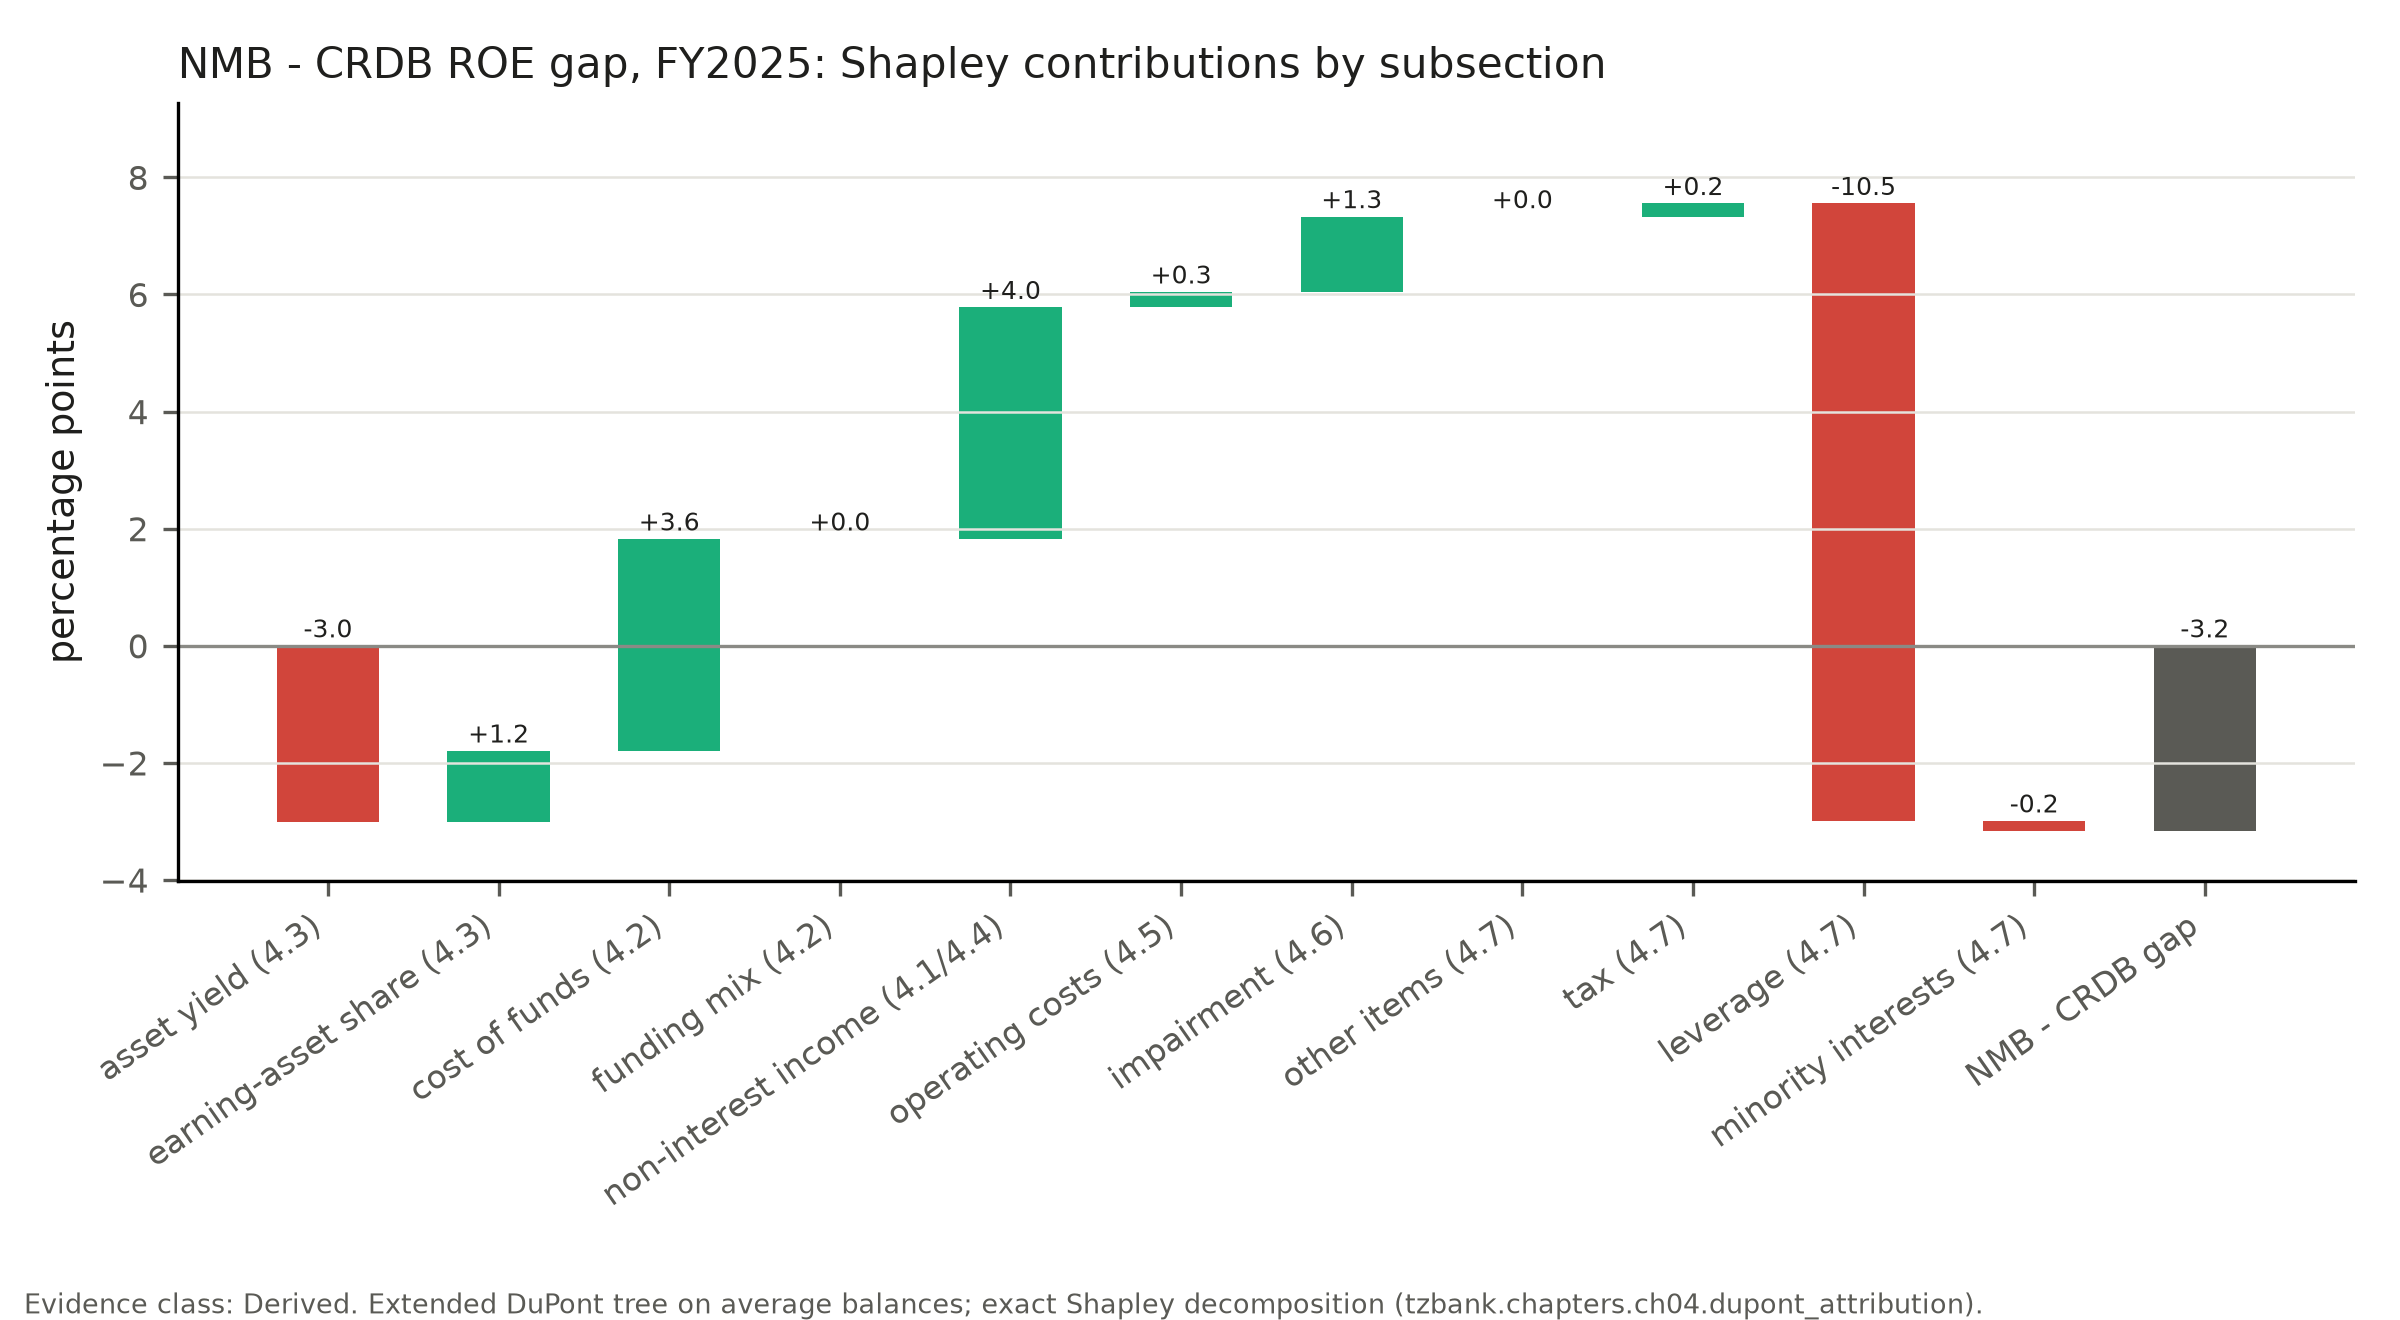 NMB - CRDB ROE gap, FY2025: Shapley contributions by subsection
percentage points
8
6
4
2
0
−2
−4
-3.0
+1.2
+3.6
+0.0
+4.0
+0.3
+1.3
+0.0
+0.2
-10.5
-0.2
-3.2
asset yield (4.3)
earning-asset share (4.3)
cost of funds (4.2)
funding mix (4.2)
non-interest income (4.1/4.4)
operating costs (4.5)
impairment (4.6)
other items (4.7)
tax (4.7)
leverage (4.7)
minority interests (4.7)
NMB - CRDB gap
Evidence class: Derived. Extended DuPont tree on average balances; exact Shapley decomposition (tzbank.chapters.ch04.dupont_attribution).